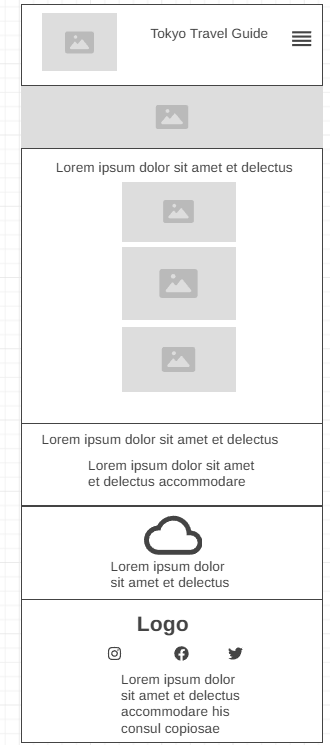 Tokyo Travel Guide
Lorem ipsum dolor sit amet et delectus
Lorem ipsum dolor sit amet et delectus
Lorem ipsum dolor sit amet
et delectus accommodare
Lorem ipsum dolor
sit amet et delectus
Logo
Lorem ipsum dolor
sit amet et delectus
accommodare his
consul copiosae